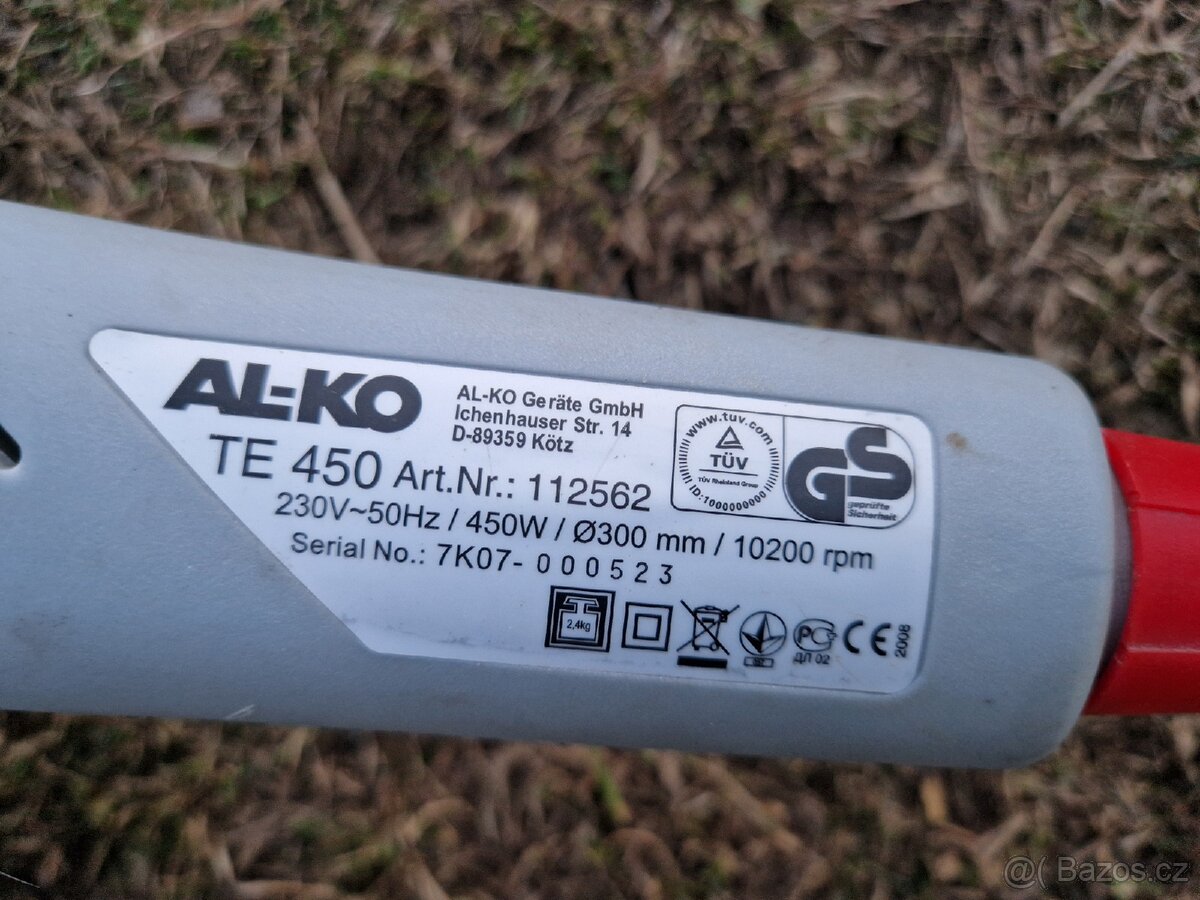 AL-KO
AL-KO Geräte GmbH
Ichenhauser Str. 14
D-89359 Kötz
TE 450 Art.Nr.: 112562
230V~50Hz / 450W / Ø300 mm / 10200 rpm
Serial No.: 7K07- 000523
www.tuv.com
TÜV
TÜV Rheinland Group
ID:1000000000
GS
geprüfte
Sicherheit
2,4kg
PC
ДЛ 02
CE
2008
@( Bazos.cz